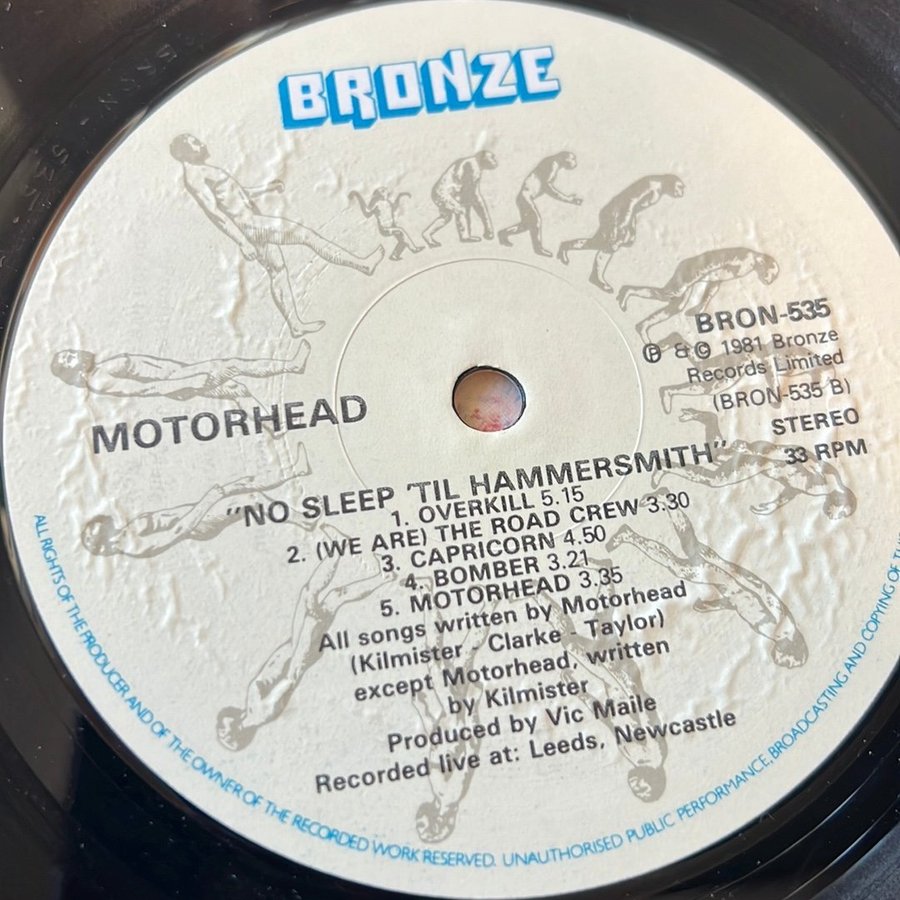 BRONZE
BRON-535
Ⓟ & © 1981 Bronze
Records Limited
(BRON-535 B)
STEREO
33 RPM
MOTORHEAD
"NO SLEEP 'TIL HAMMERSMITH"
1. OVERKILL 5.15
2. (WE ARE) THE ROAD CREW 3.30
3. CAPRICORN 4.50
4. BOMBER 3.21
5. MOTORHEAD 3.35
All songs written by Motorhead
(Kilmister - Clarke - Taylor)
except Motorhead, written
by Kilmister
Produced by Vic Maile
Recorded live at: Leeds, Newcastle
ALL RIGHTS OF THE PRODUCER AND OF THE OWNER OF THE RECORDED WORK RESERVED. UNAUTHORISED PUBLIC PERFORMANCE, BROADCASTING AND COPYING OF